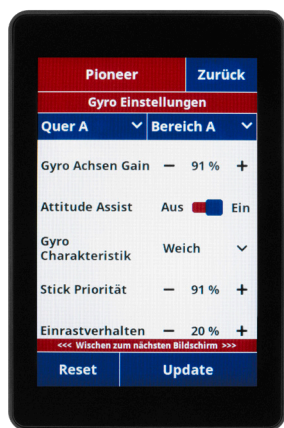 Pioneer Zurück
Gyro Einstellungen
Quer A Bereich A
Gyro Achsen Gain − 91 % +
Attitude Assist Aus Ein
Gyro
Charakteristik Weich
Stick Priorität − 91 % +
Einrastverhalten − 20 % +
<<< Wischen zum nächsten Bildschirm >>>
Reset Update